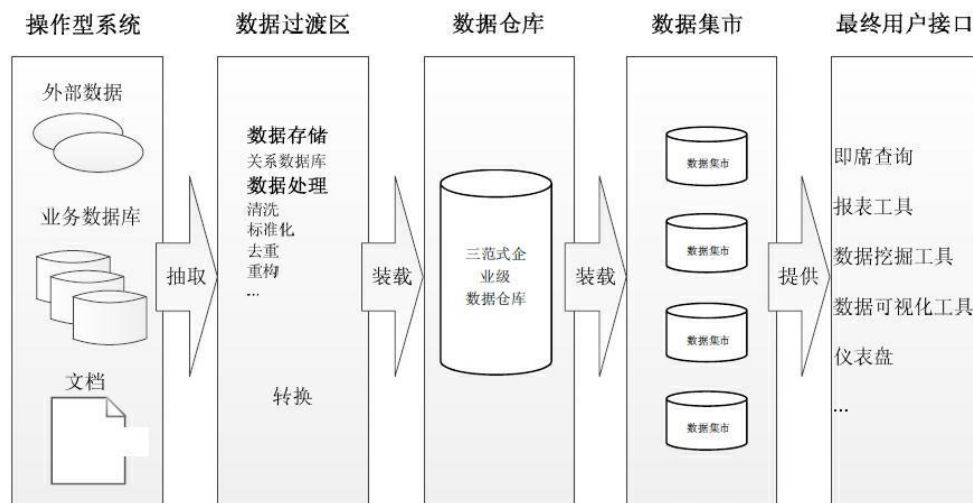 操作型系统
数据过渡区
数据仓库
数据集市
最终用户接口
外部数据
业务数据库
文档
抽取
数据存储
关系数据库
数据处理
清洗
标准化
去重
重构
...
转换
装载
三范式企
业级
数据仓库
装载
数据集市
数据集市
数据集市
数据集市
提供
即席查询
报表工具
数据挖掘工具
数据可视化工具
仪表盘
...